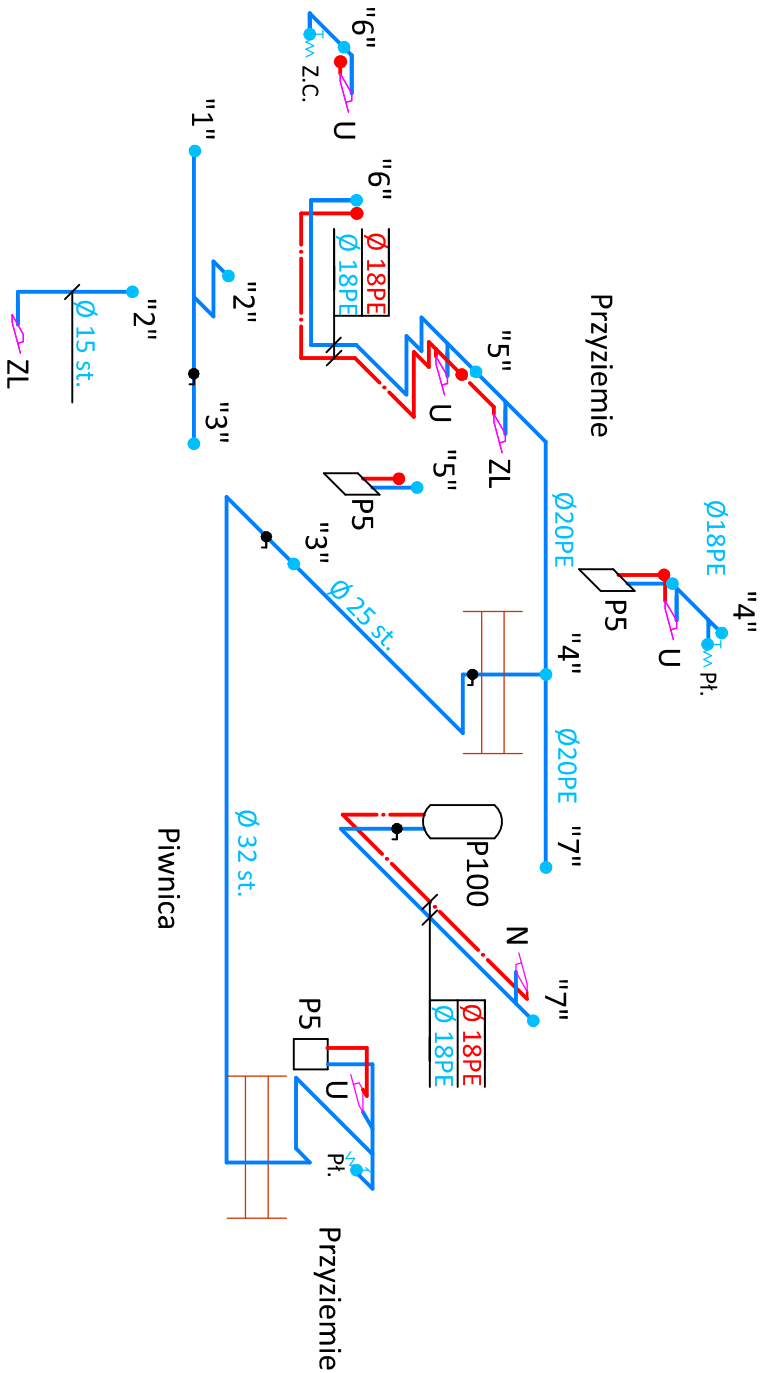 "4"
Ø18PE
Pł.
U
P5
Przyziemie
"4"
Ø20PE
Ø20PE
"7"
"7"
N
"5"
ZL
P100
Ø 18PE
Ø 18PE
"5"
U
"6"
Ø 18PE
Ø 18PE
P5
"6"
U
z.c.
Ø 25 st.
"3"
P5
U
Pł.
Przyziemie
Ø 32 st.
"2"
"3"
"1"
Piwnica
"2"
Ø 15 st.
ZL